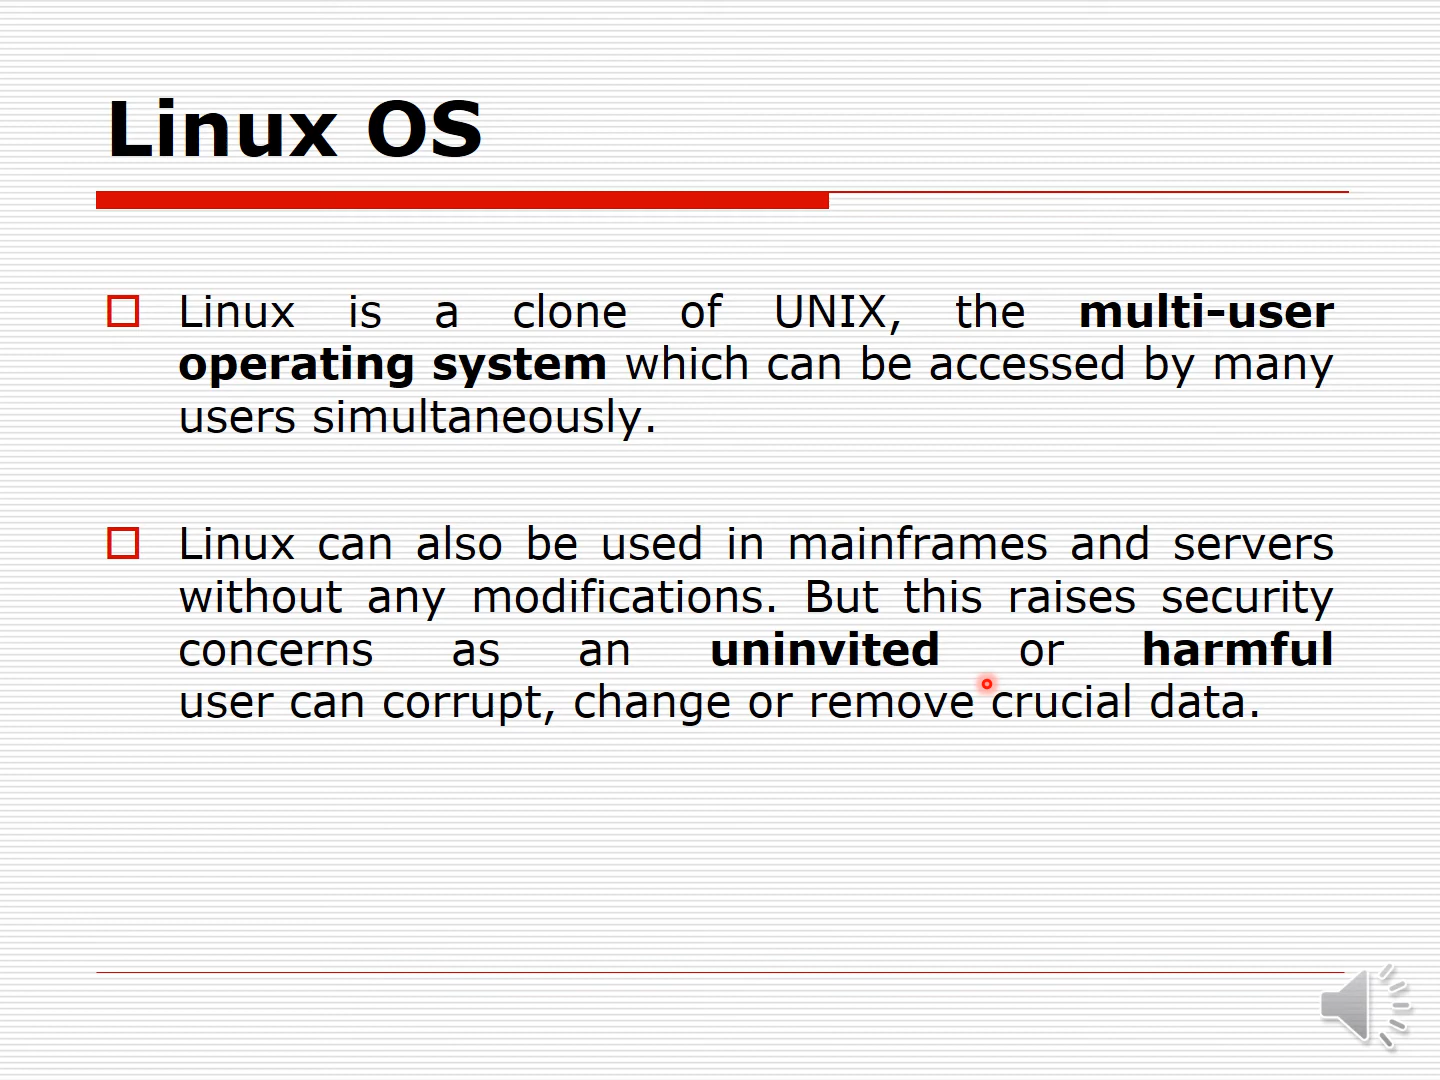 Linux OS
Linux is a clone of UNIX, the multi-user
operating system which can be accessed by many
users simultaneously.
Linux can also be used in mainframes and servers
without any modifications. But this raises security
concerns as an uninvited or harmful
user can corrupt, change or remove crucial data.